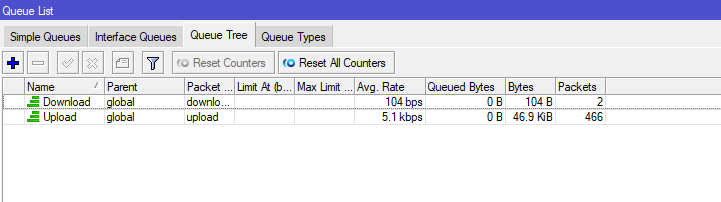 Queue List
Simple Queues Interface Queues Queue Tree Queue Types
Reset Counters Reset All Counters
Name Parent Packet ... Limit At (b... Max Limit ... Avg. Rate Queued Bytes Bytes Packets
Download global downlo... 104 bps 0 B 104 B 2
Upload global upload 5.1 kbps 0 B 46.9 KiB 466